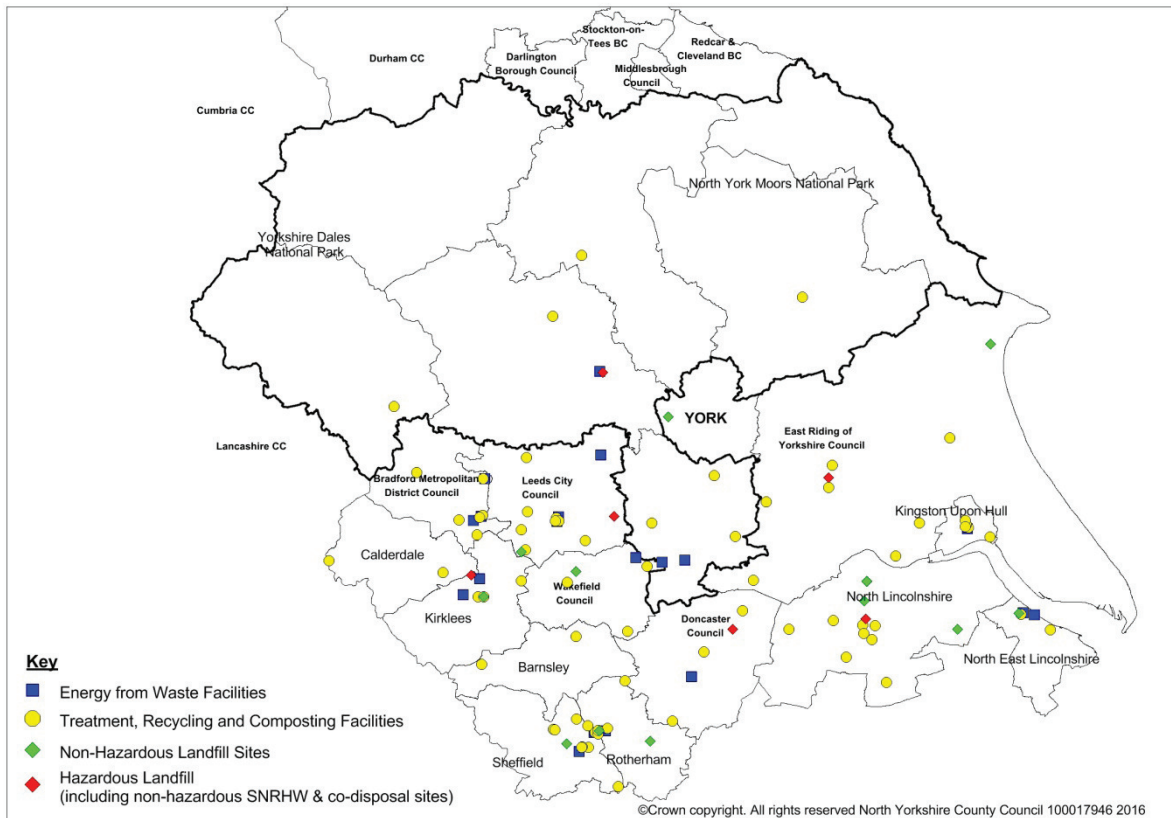 Stockton-on-
Tees BC
Redcar &
Cleveland BC
Durham CC
Darlington
Borough Council
Middlesbrough
Council
Cumbria CC
North York Moors National Park
Yorkshire Dales
National Park
YORK
Lancashire CC
East Riding of
Yorkshire Council
Bradford Metropolitan
District Council
Leeds City
Council
Kingston Upon Hull
Calderdale
Wakefield
Council
North Lincolnshire
Kirklees
Doncaster
Council
Barnsley
North East Lincolnshire
Sheffield
Rotherham
Key
Energy from Waste Facilities
Treatment, Recycling and Composting Facilities
Non-Hazardous Landfill Sites
Hazardous Landfill
(including non-hazardous SNRHW & co-disposal sites)
©Crown copyright. All rights reserved North Yorkshire County Council 100017946 2016